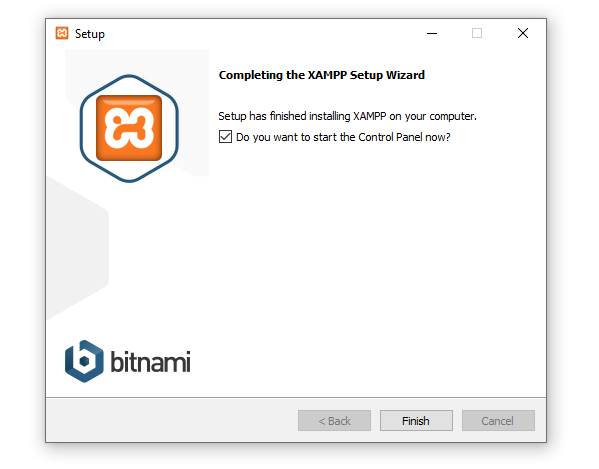 Setup
Completing the XAMPP Setup Wizard
Setup has finished installing XAMPP on your computer.
Do you want to start the Control Panel now?
bitnami
< Back
Finish
Cancel